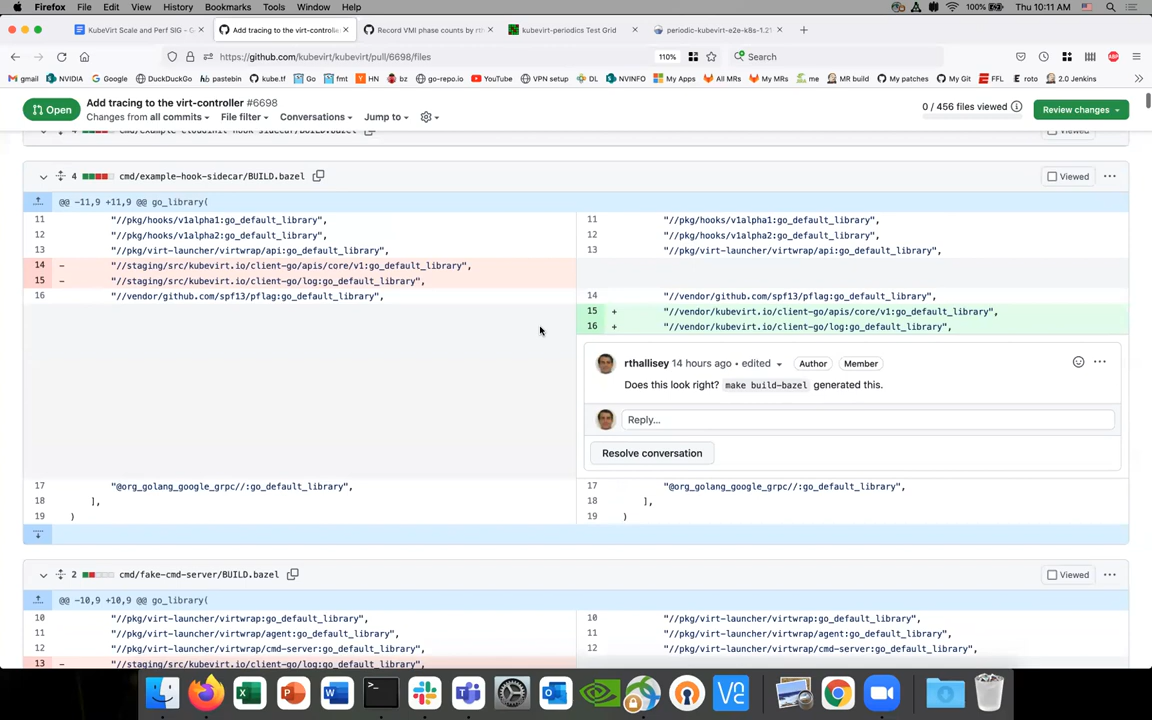 Firefox File Edit View History Bookmarks Tools Window Help 100% Thu 10:11 AM
KubeVirt Scale and Perf SIG - G
Add tracing to the virt-controlle
Record VMI phase counts by rt
kubevirt-periodics Test Grid
periodic-kubevirt-e2e-k8s-1.21
https://github.com/kubevirt/pull/6698/files 110% Search
gmail NVIDIA Google DuckDuckGo hb pastebin kube.tf Go fmt HN bz go-repo.io YouTube VPN setup DL NVINFO My Apps All MRs My MRs me MR build My patches My Git FFL roto 2.0 Jenkins
Open
Add tracing to the virt-controller #6698
Changes from all commits File filter Conversations Jump to
0 / 456 files viewed
Review changes
Viewed
4 cmd/example-hook-sidecar/BUILD.bazel
Viewed
@@ -11,9 +11,9 @@ go_library(
11 "//pkg/hooks/v1alpha1:go_default_library", 11 "//pkg/hooks/v1alpha1:go_default_library",
12 "//pkg/hooks/v1alpha2:go_default_library", 12 "//pkg/hooks/v1alpha2:go_default_library",
13 "//pkg/virt-launcher/virtwrap/api:go_default_library", 13 "//pkg/virt-launcher/virtwrap/api:go_default_library",
14 - "//staging/src/kubevirt.io/client-go/apis/core/v1:go_default_library",
15 - "//staging/src/kubevirt.io/client-go/log:go_default_library",
16 "//vendor/github.com/spf13/pflag:go_default_library", 14 "//vendor/github.com/spf13/pflag:go_default_library",
15 + "//vendor/kubevirt.io/client-go/apis/core/v1:go_default_library",
16 + "//vendor/kubevirt.io/client-go/log:go_default_library",
rthallisey 14 hours ago • edited Author Member
Does this look right? make build-bazel generated this.
Reply...
Resolve conversation
17 "@org_golang_google_grpc//:go_default_library", 17 "@org_golang_google_grpc//:go_default_library",
18 ], 18 ],
19 ) 19 )
2 cmd/fake-cmd-server/BUILD.bazel
Viewed
@@ -10,9 +10,9 @@ go_library(
10 "//pkg/virt-launcher/virtwrap:go_default_library", 10 "//pkg/virt-launcher/virtwrap:go_default_library",
11 "//pkg/virt-launcher/virtwrap/agent:go_default_library", 11 "//pkg/virt-launcher/virtwrap/agent:go_default_library",
12 "//pkg/virt-launcher/virtwrap/cmd-server:go_default_library", 12 "//pkg/virt-launcher/virtwrap/cmd-server:go_default_library",
13 - "//staging/src/kubevirt.io/client-go/log:go_default_library",